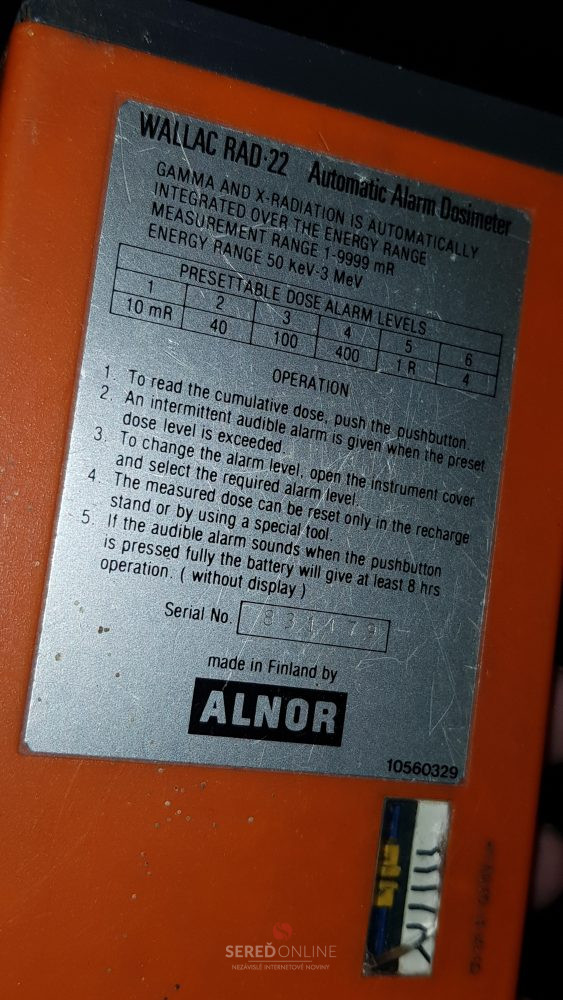 WALLAC RAD·22 Automatic Alarm Dosimeter
GAMMA AND X-RADIATION IS AUTOMATICALLY
INTEGRATED OVER THE ENERGY RANGE
MEASUREMENT RANGE 1-9999 mR
ENERGY RANGE 50 keV-3 MeV
PRESETTABLE DOSE ALARM LEVELS
1 2 3 4 5 6
10 mR 40 100 400 1 R 4
OPERATION
1. To read the cumulative dose, push the pushbutton
2. An intermittent audible alarm is given when the preset
dose level is exceeded.
3. To change the alarm level, open the instrument cover
and select the required alarm level.
4. The measured dose can be reset only in the recharge
stand or by using a special tool.
5. If the audible alarm sounds when the pushbutton
is pressed fully the battery will give at least 8 hrs
operation. ( without display )
Serial No. 831179
made in Finland by
ALNOR
10560329
SEREĎONLINE
NEZÁVISLÉ INTERNETOVÉ NOVINY